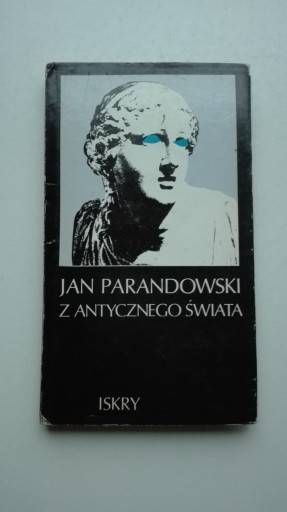 JAN PARANDOWSKI
Z ANTYCZNEGO ŚWIATA
ISKRY